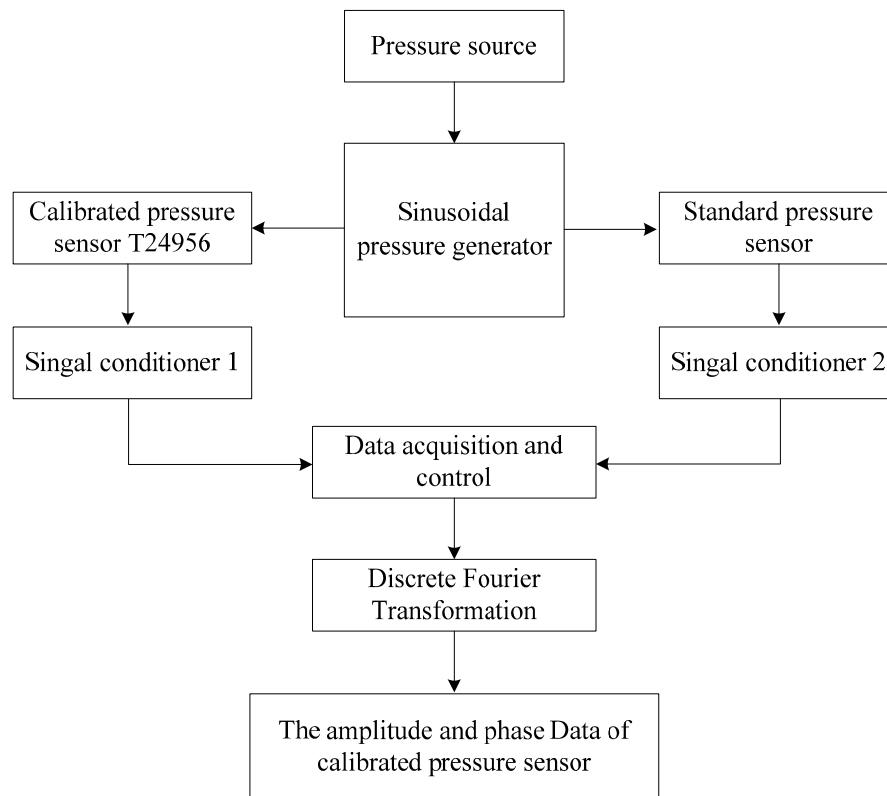 Pressure source
Sinusoidal
pressure generator
Calibrated pressure
sensor T24956
Standard pressure
sensor
Singal conditioner 1
Singal conditioner 2
Data acquisition and
control
Discrete Fourier
Transformation
The amplitude and phase Data of
calibrated pressure sensor